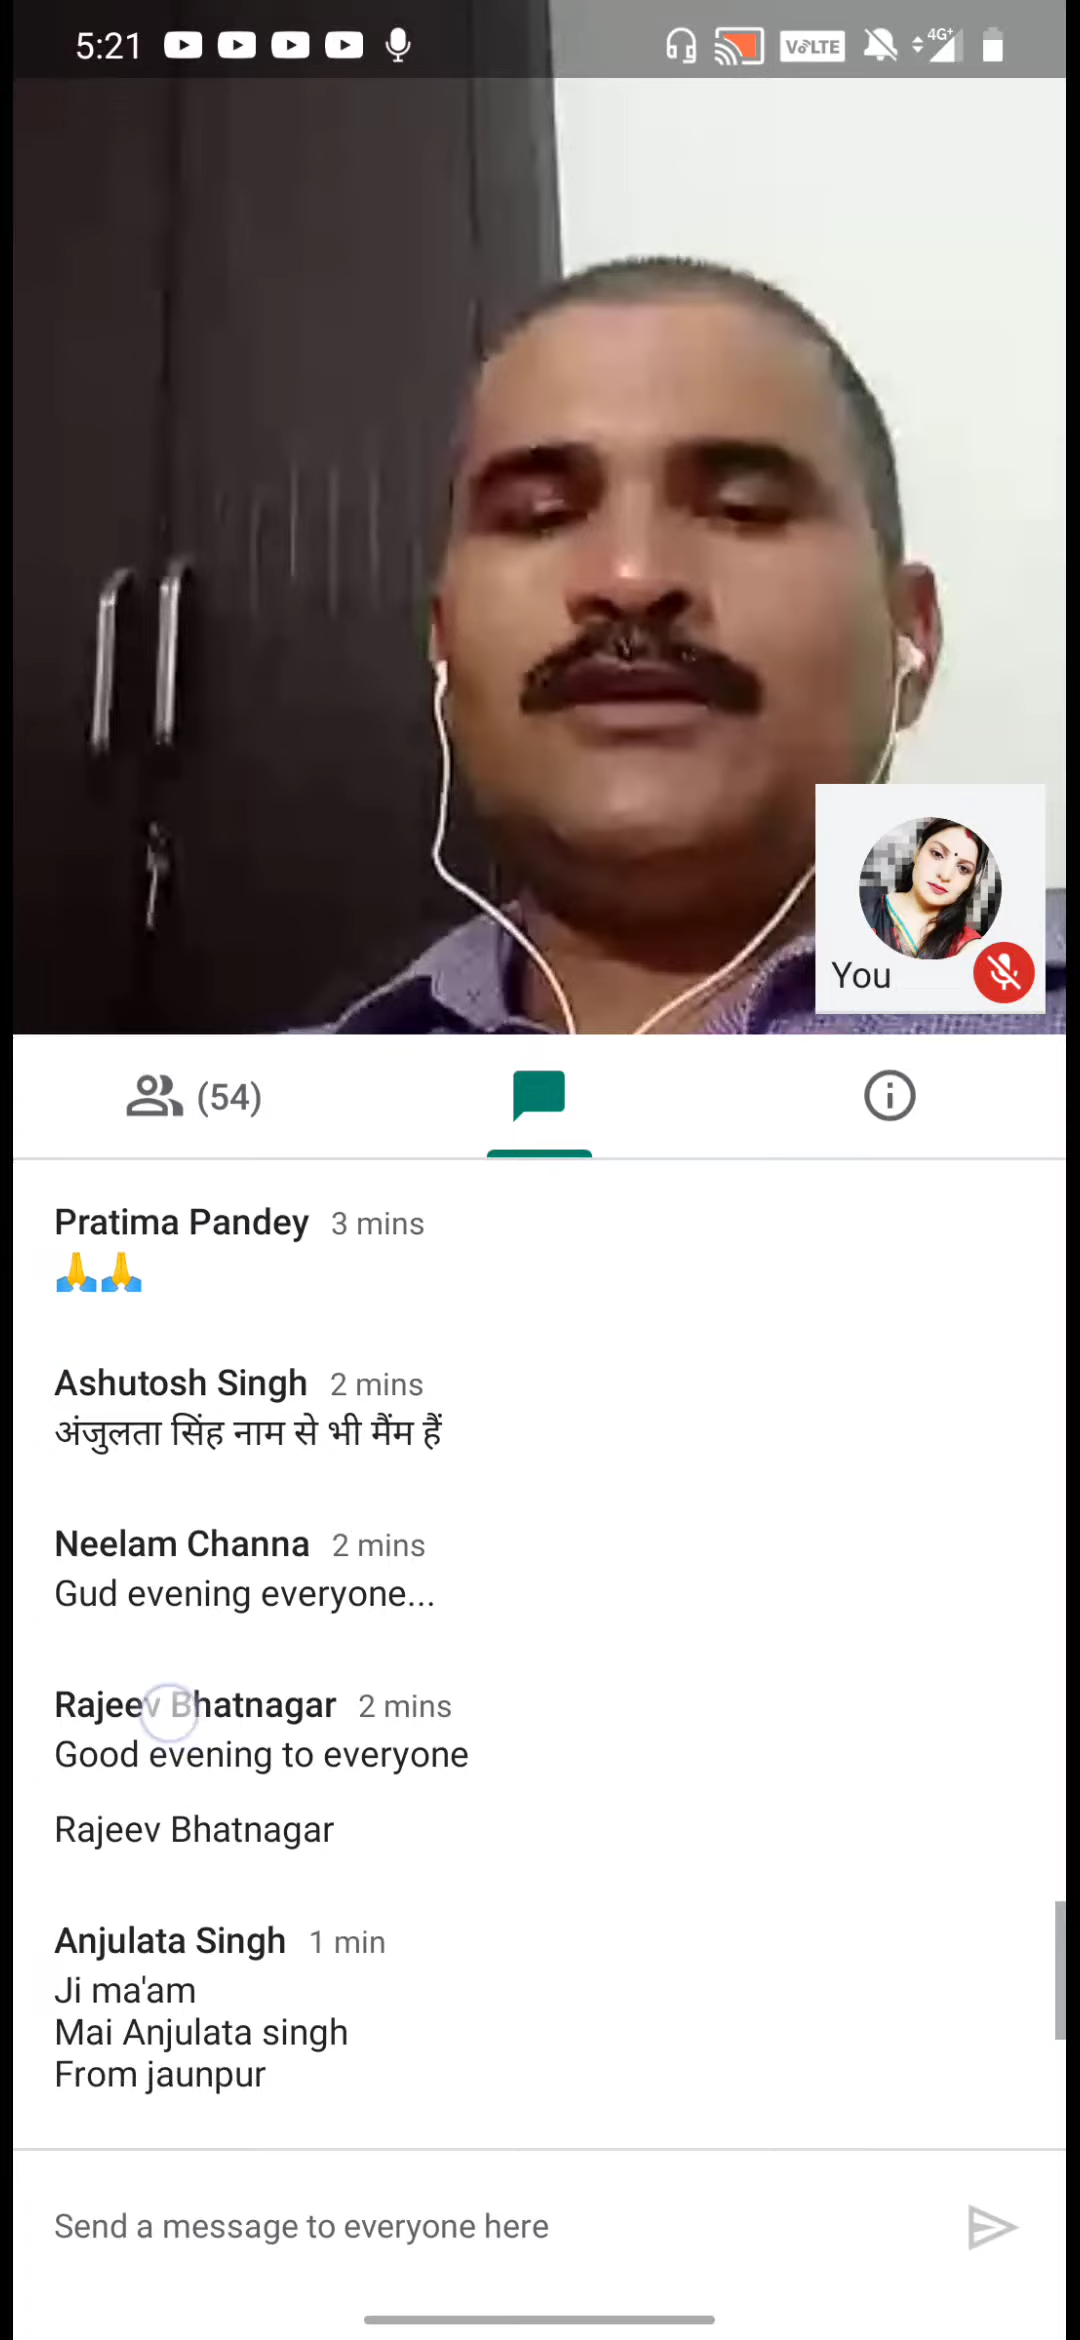 5:21
VoLTE
4G+
You
(54)
Pratima Pandey 3 mins
🙏🙏
Ashutosh Singh 2 mins
अंजुलता सिंह नाम से भी मैंम हैं
Neelam Channa 2 mins
Gud evening everyone...
Rajeev Bhatnagar 2 mins
Good evening to everyone
Rajeev Bhatnagar
Anjulata Singh 1 min
Ji ma'am
Mai Anjulata singh
From jaunpur
Send a message to everyone here